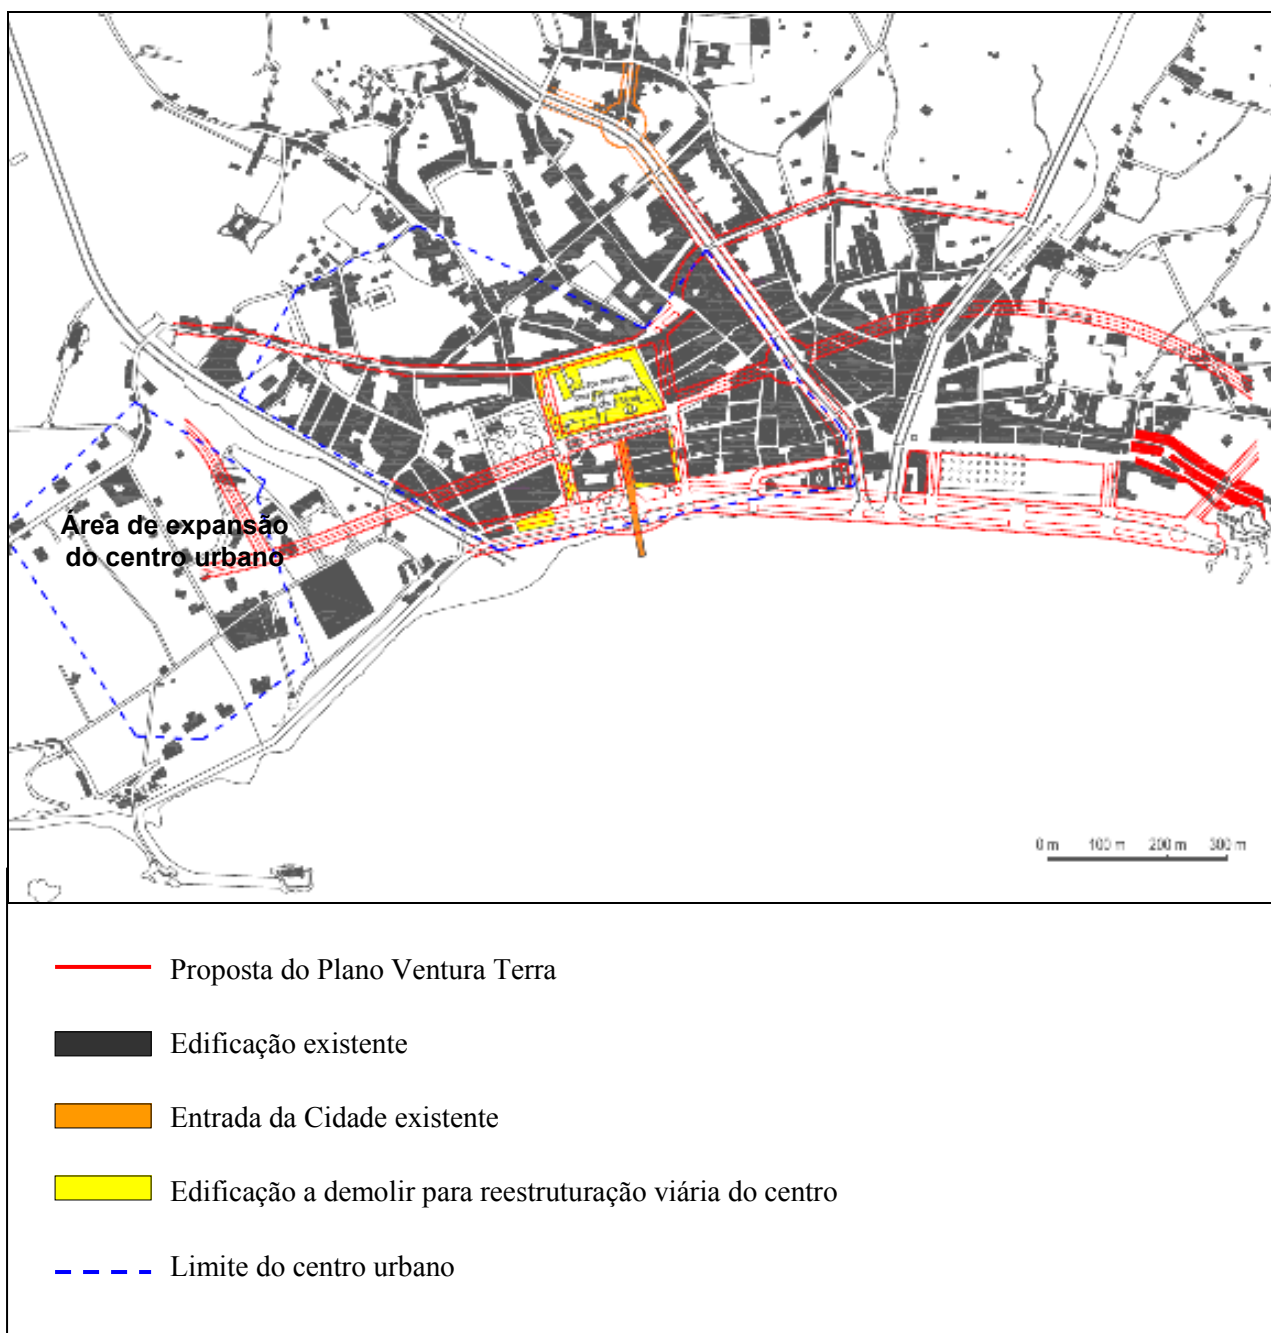 Área de expansão
do centro urbano
0 m 100 m 200 m 300 m
Proposta do Plano Ventura Terra
Edificação existente
Entrada da Cidade existente
Edificação a demolir para reestruturação viária do centro
Limite do centro urbano